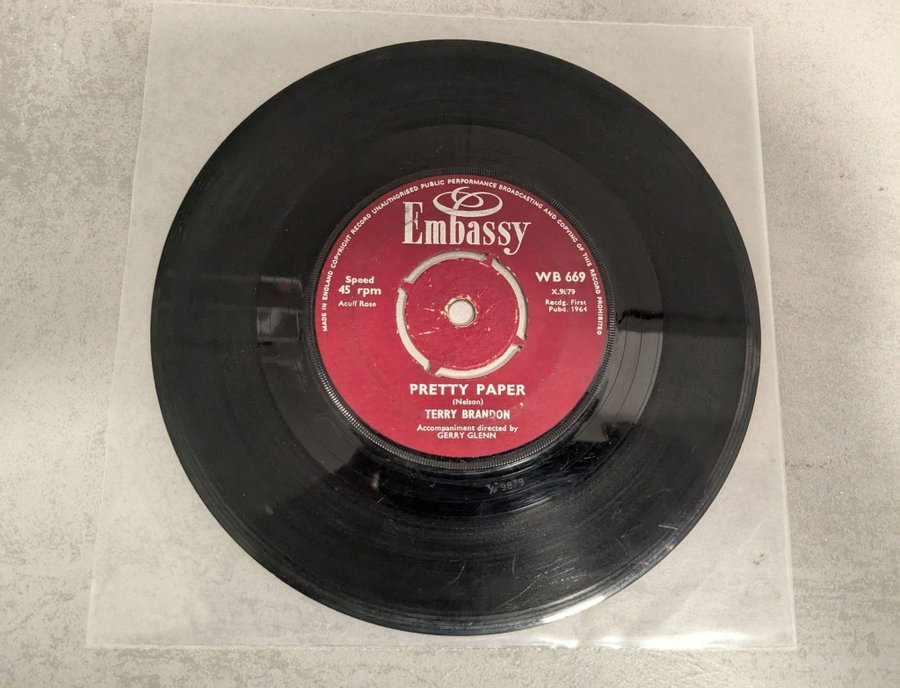 MADE IN ENGLAND COPYRIGHT RECORD UNAUTHORISED PUBLIC PERFORMANCE BROADCASTING AND COPYING OF THIS RECORD PROHIBITED
Embassy
Speed
45 rpm
Acuff Rose
WB 669
X.9879
Recdg. First
Pubd. 1964
PRETTY PAPER
(Nelson)
TERRY BRANDON
Accompaniment directed by
GERRY GLENN
X 9879